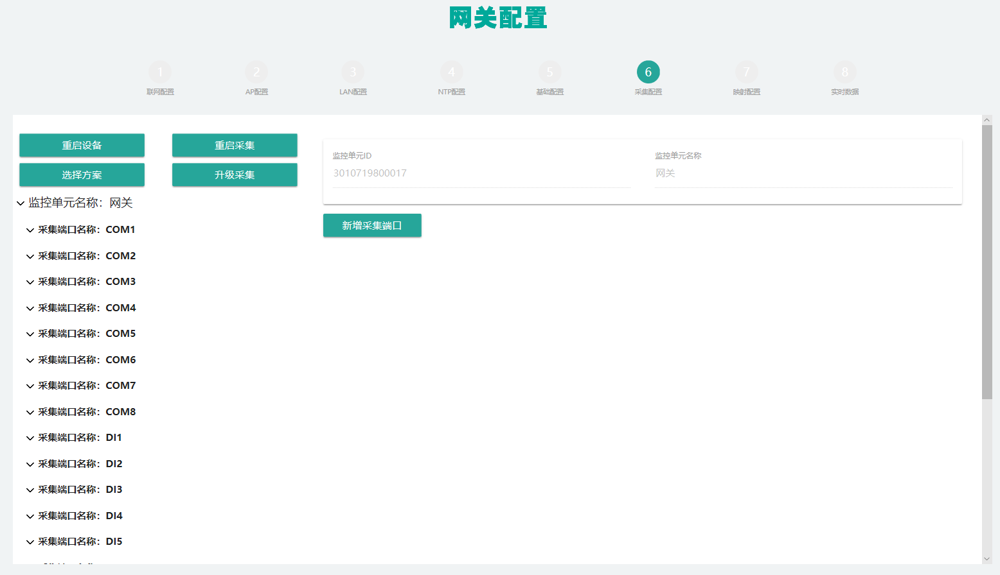 网关配置
1 2 3 4 5 6 7 8
联网配置 AP配置 LAN配置 NTP配置 基础配置 采集配置 映射配置 实时数据
重启设备 重启采集
选择方案 升级采集
监控单元名称：网关
采集端口名称：COM1
采集端口名称：COM2
采集端口名称：COM3
采集端口名称：COM4
采集端口名称：COM5
采集端口名称：COM6
采集端口名称：COM7
采集端口名称：COM8
采集端口名称：DI1
采集端口名称：DI2
采集端口名称：DI3
采集端口名称：DI4
采集端口名称：DI5
监控单元ID 监控单元名称
3010719800017 网关
新增采集端口